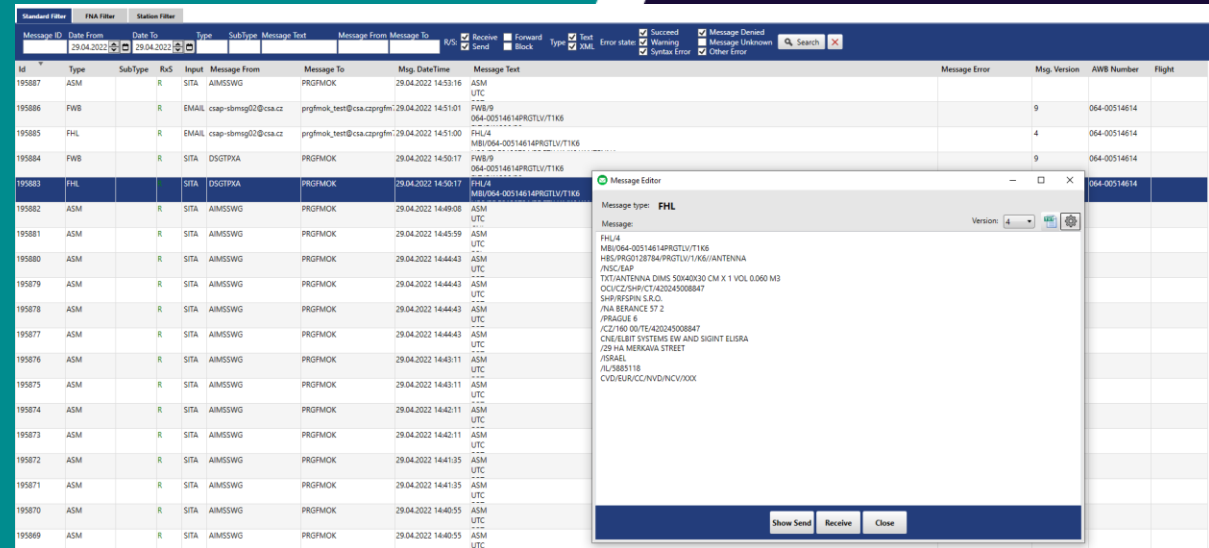 Standard Filter FNA Filter Station Filter
Message ID Date From Date To Type SubType Message Text Message From Message To
29.04.2022 29.04.2022 R/S: Receive Forward Send Block Type Text XML Error state: Succeed Warning Syntax Error Message Denied Message Unknown Other Error Search
Id Type SubType RxS Input Message From Message To Msg. DateTime Message Text Message Error Msg. Version AWB Number Flight
195887 ASM R SITA AIMSSWG PRGFMOK 29.04.2022 14:53:16 ASM
UTC
195886 FWB R EMAIL csap-sbmsg02@csa.cz prgfmok_test@csa.czprgfm 29.04.2022 14:51:01 FWB/9 9 064-00514614
064-00514614PRGTLV/T1K6
195885 FHL R EMAIL csap-sbmsg02@csa.cz prgfmok_test@csa.czprgfm 29.04.2022 14:51:00 FHL/4 4 064-00514614
MBI/064-00514614PRGTLV/T1K6
195884 FWB R SITA DSGTPXA PRGFMOK 29.04.2022 14:50:17 FWB/9 9 064-00514614
064-00514614PRGTLV/T1K6
195883 FHL SITA DSGTPXA PRGFMOK 29.04.2022 14:50:17 FHL/4 064-00514614
MBI/064-00514614PRGTLV/T1K6
195882 ASM R SITA AIMSSWG PRGFMOK 29.04.2022 14:49:08 ASM
UTC
195881 ASM R SITA AIMSSWG PRGFMOK 29.04.2022 14:45:59 ASM
UTC
195880 ASM R SITA AIMSSWG PRGFMOK 29.04.2022 14:44:43 ASM
UTC
195879 ASM R SITA AIMSSWG PRGFMOK 29.04.2022 14:44:43 ASM
UTC
195878 ASM R SITA AIMSSWG PRGFMOK 29.04.2022 14:44:43 ASM
UTC
195877 ASM R SITA AIMSSWG PRGFMOK 29.04.2022 14:44:43 ASM
UTC
195876 ASM R SITA AIMSSWG PRGFMOK 29.04.2022 14:43:11 ASM
UTC
195875 ASM R SITA AIMSSWG PRGFMOK 29.04.2022 14:43:11 ASM
UTC
195874 ASM R SITA AIMSSWG PRGFMOK 29.04.2022 14:42:11 ASM
UTC
195873 ASM R SITA AIMSSWG PRGFMOK 29.04.2022 14:42:11 ASM
UTC
195872 ASM R SITA AIMSSWG PRGFMOK 29.04.2022 14:41:35 ASM
UTC
195871 ASM R SITA AIMSSWG PRGFMOK 29.04.2022 14:41:35 ASM
UTC
195870 ASM R SITA AIMSSWG PRGFMOK 29.04.2022 14:40:55 ASM
UTC
195869 ASM R SITA AIMSSWG PRGFMOK 29.04.2022 14:40:55 ASM
UTC
Message Editor
Message type: FHL
Message: Version: 4
FHL/4
MBI/064-00514614PRGTLV/T1K6
HBS/PRG0128784/PRGTLV/1/K6//ANTENNA
/NSC/EAP
TXT/ANTENNA DIMS 50X40X30 CM X 1 VOL 0.060 M3
OCI/CZ/SHP/CT/420245008847
SHP/RFSPIN S.R.O.
/NA BERANCE 57 2
/PRAGUE 6
/CZ/160 00/TE/420245008847
CNE/ELBIT SYSTEMS EW AND SIGINT ELISRA
/29 HA MERKAVA STREET
/ISRAEL
/IL/5885118
CVD/EUR/CC/NVD/NCV/XXX
Show Send Receive Close